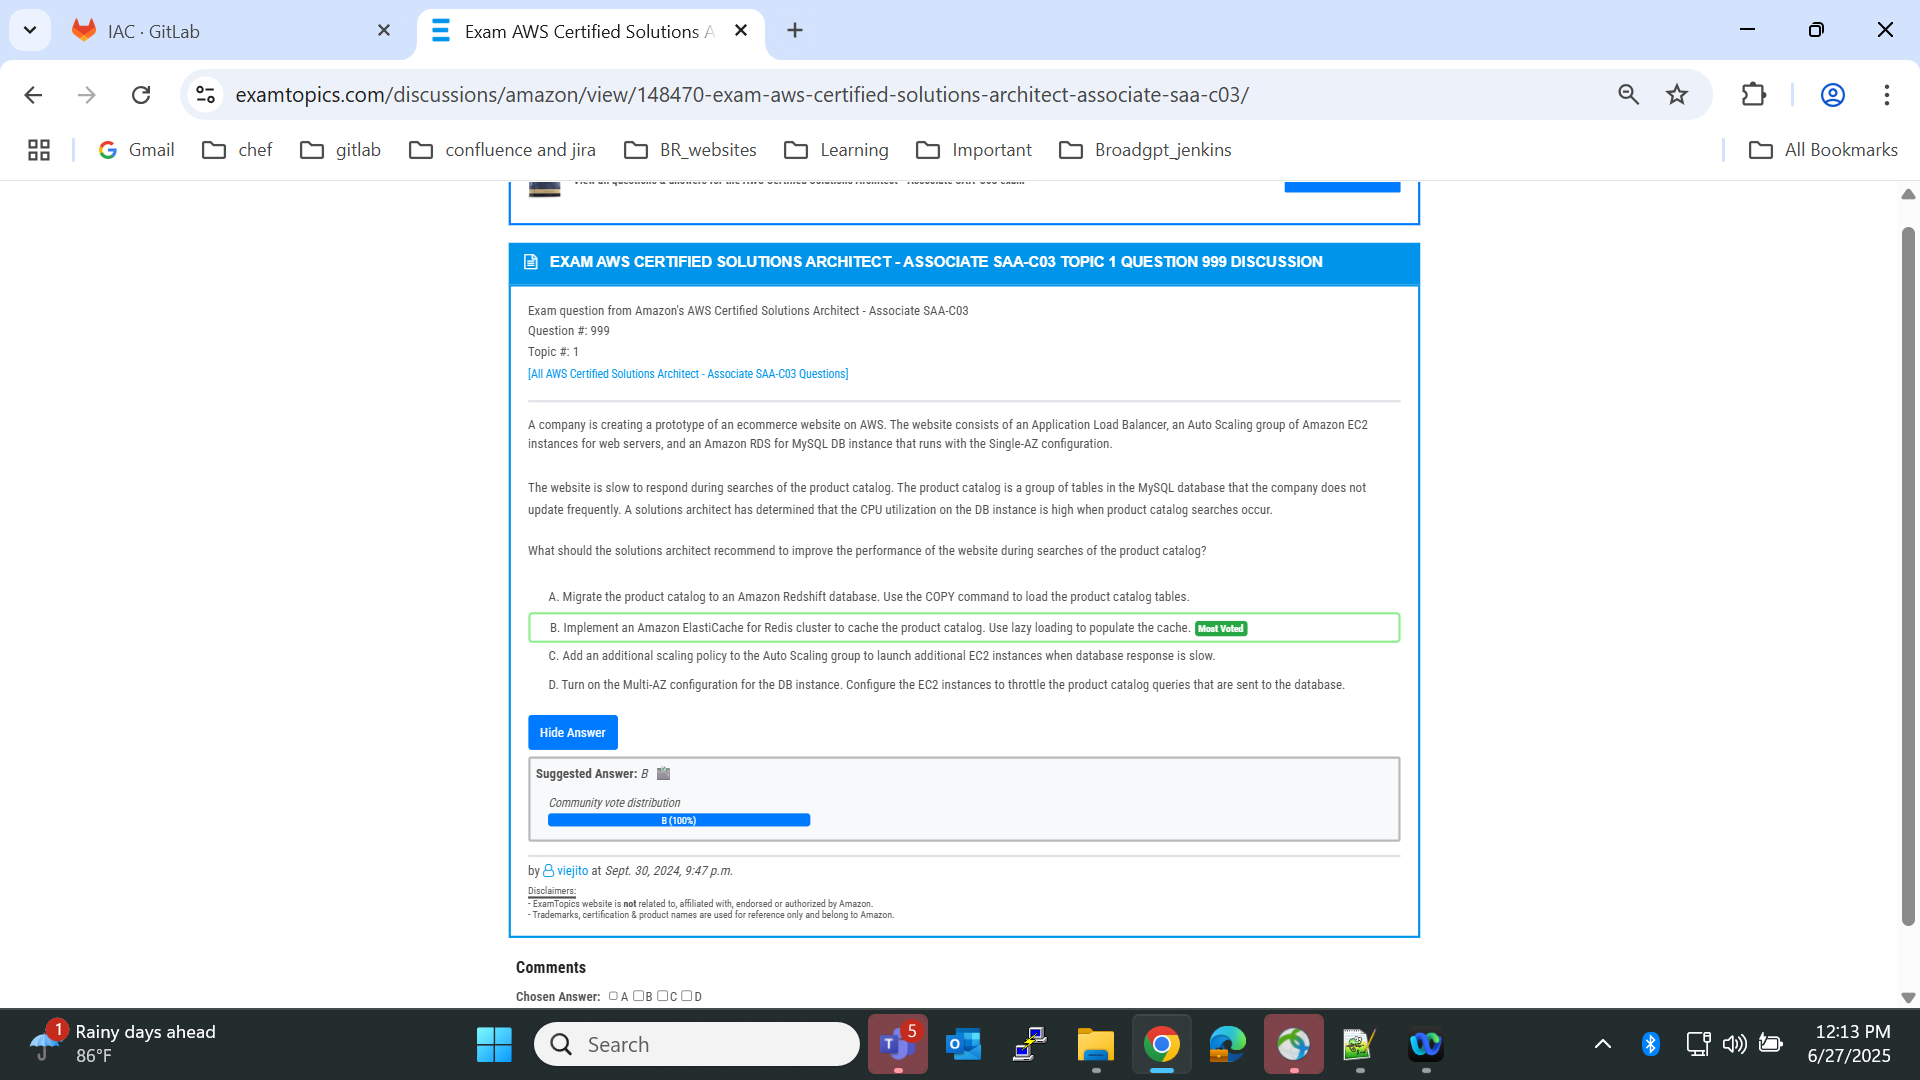 IAC · GitLab
Exam AWS Certified Solutions A
examtopics.com/discussions/amazon/view/148470-exam-aws-certified-solutions-architect-associate-saa-c03/
Gmail
chef
gitlab
confluence and jira
BR_websites
Learning
Important
Broadgpt_jenkins
All Bookmarks
View all questions & answers for the AWS Certified Solutions Architect - Associate SAA-C03 exam
EXAM AWS CERTIFIED SOLUTIONS ARCHITECT - ASSOCIATE SAA-C03 TOPIC 1 QUESTION 999 DISCUSSION
Exam question from Amazon's AWS Certified Solutions Architect - Associate SAA-C03
Question #: 999
Topic #: 1
[All AWS Certified Solutions Architect - Associate SAA-C03 Questions]
A company is creating a prototype of an ecommerce website on AWS. The website consists of an Application Load Balancer, an Auto Scaling group of Amazon EC2
instances for web servers, and an Amazon RDS for MySQL DB instance that runs with the Single-AZ configuration.
The website is slow to respond during searches of the product catalog. The product catalog is a group of tables in the MySQL database that the company does not
update frequently. A solutions architect has determined that the CPU utilization on the DB instance is high when product catalog searches occur.
What should the solutions architect recommend to improve the performance of the website during searches of the product catalog?
A. Migrate the product catalog to an Amazon Redshift database. Use the COPY command to load the product catalog tables.
B. Implement an Amazon ElastiCache for Redis cluster to cache the product catalog. Use lazy loading to populate the cache. Most Voted
C. Add an additional scaling policy to the Auto Scaling group to launch additional EC2 instances when database response is slow.
D. Turn on the Multi-AZ configuration for the DB instance. Configure the EC2 instances to throttle the product catalog queries that are sent to the database.
Hide Answer
Suggested Answer: B
Community vote distribution
B (100%)
by viejito at Sept. 30, 2024, 9:47 p.m.
Disclaimers:
- ExamTopics website is not related to, affiliated with, endorsed or authorized by Amazon.
- Trademarks, certification & product names are used for reference only and belong to Amazon.
Comments
Chosen Answer: A B C D
1
Rainy days ahead
86°F
Search
5
12:13 PM
6/27/2025